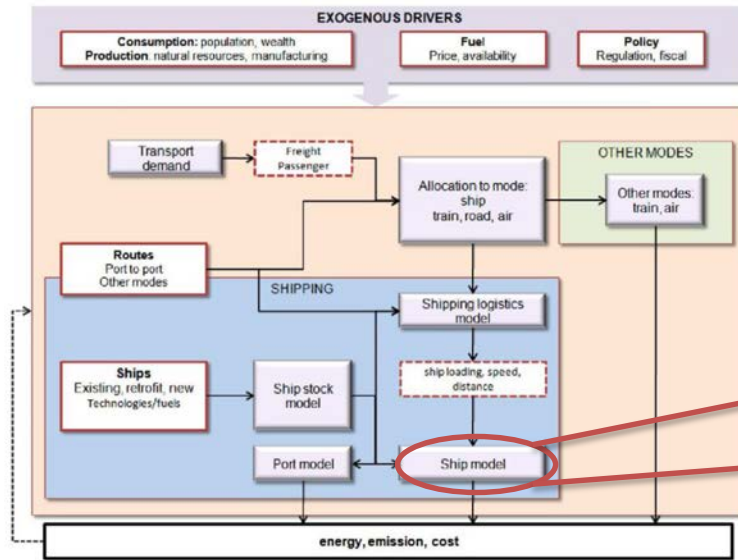 EXOGENOUS DRIVERS
Consumption: population, wealth
Production: natural resources, manufacturing
Fuel
Price, availability
Policy
Regulation, fiscal
Transport
demand
Freight
Passenger
Allocation to mode:
ship
train, road, air
OTHER MODES
Other modes:
train, air
Routes
Port to port
Other modes
SHIPPING
Shipping logistics
model
Ships
Existing, retrofit, new
Technologies/fuels
Ship stock
model
ship loading, speed,
distance
Port model
Ship model
energy, emission, cost